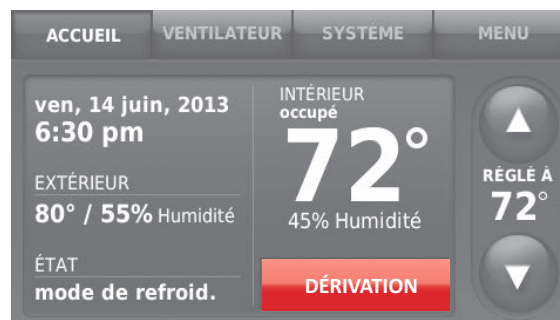 ACCUEIL VENTILATEUR SYSTÈME MENU
ven, 14 juin, 2013
6:30 pm
EXTÉRIEUR
80° / 55% Humidité
ÉTAT
mode de refroid.
INTÉRIEUR
occupé
72°
45% Humidité
DÉRIVATION
RÉGLÉ À
72°